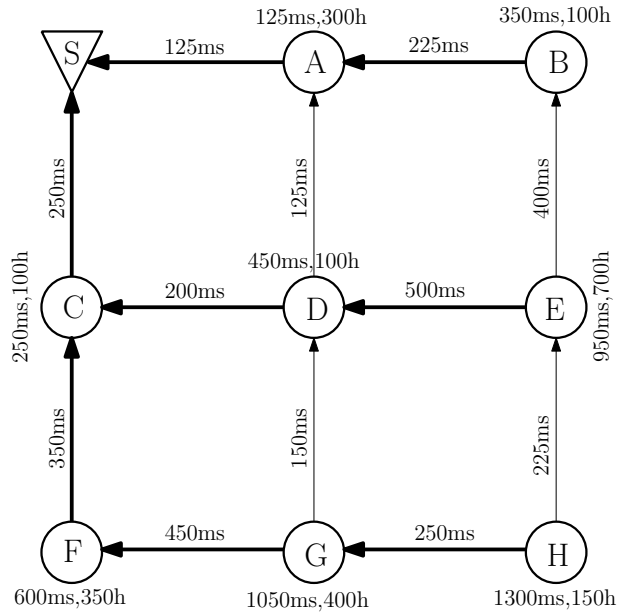 125ms,300h
350ms,100h
S
125ms
A
225ms
B
250ms
125ms
400ms
450ms,100h
250ms,100h
C
200ms
D
500ms
E
950ms,700h
350ms
150ms
225ms
F
450ms
G
250ms
H
600ms,350h
1050ms,400h
1300ms,150h